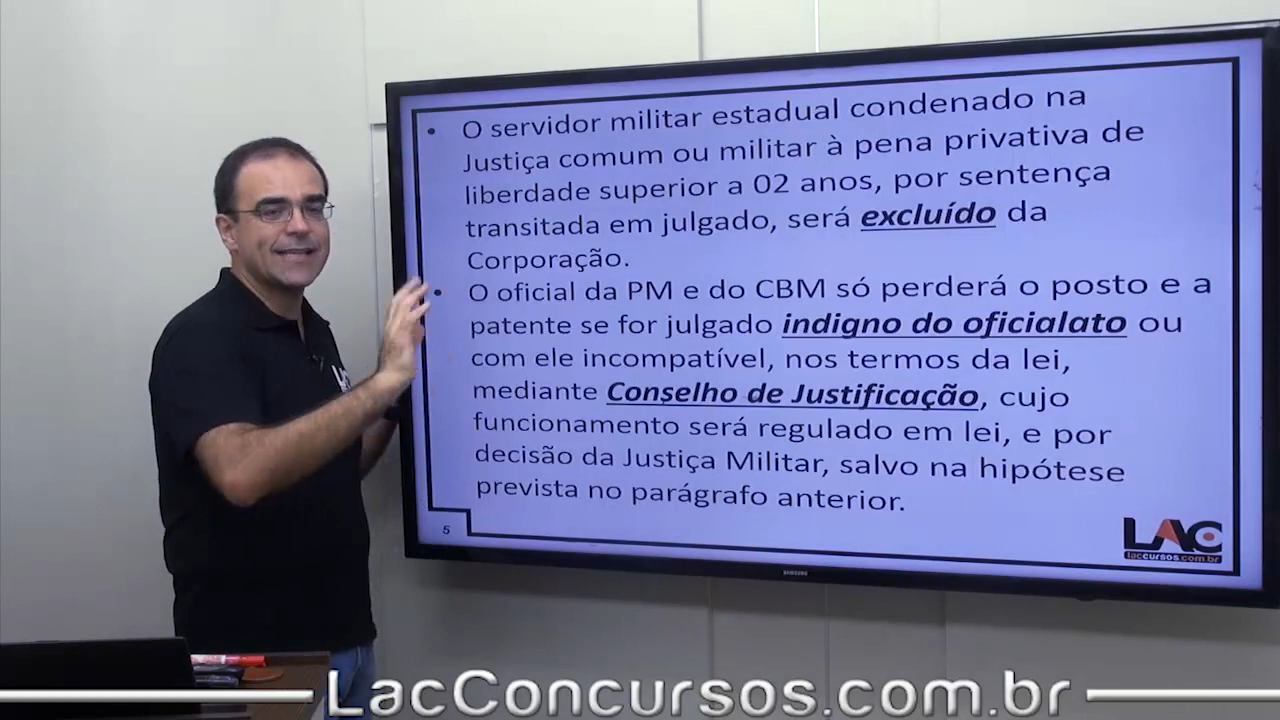 • O servidor militar estadual condenado na
Justiça comum ou militar à pena privativa de
liberdade superior a 02 anos, por sentença
transitada em julgado, será excluído da
Corporação.
• O oficial da PM e do CBM só perderá o posto e a
patente se for julgado indigno do oficialato ou
com ele incompatível, nos termos da lei,
mediante Conselho de Justificação, cujo
funcionamento será regulado em lei, e por
decisão da Justiça Militar, salvo na hipótese
prevista no parágrafo anterior.
5
LAC
laccursos.com.br
SAMSUNG
LacConcursos.com.br